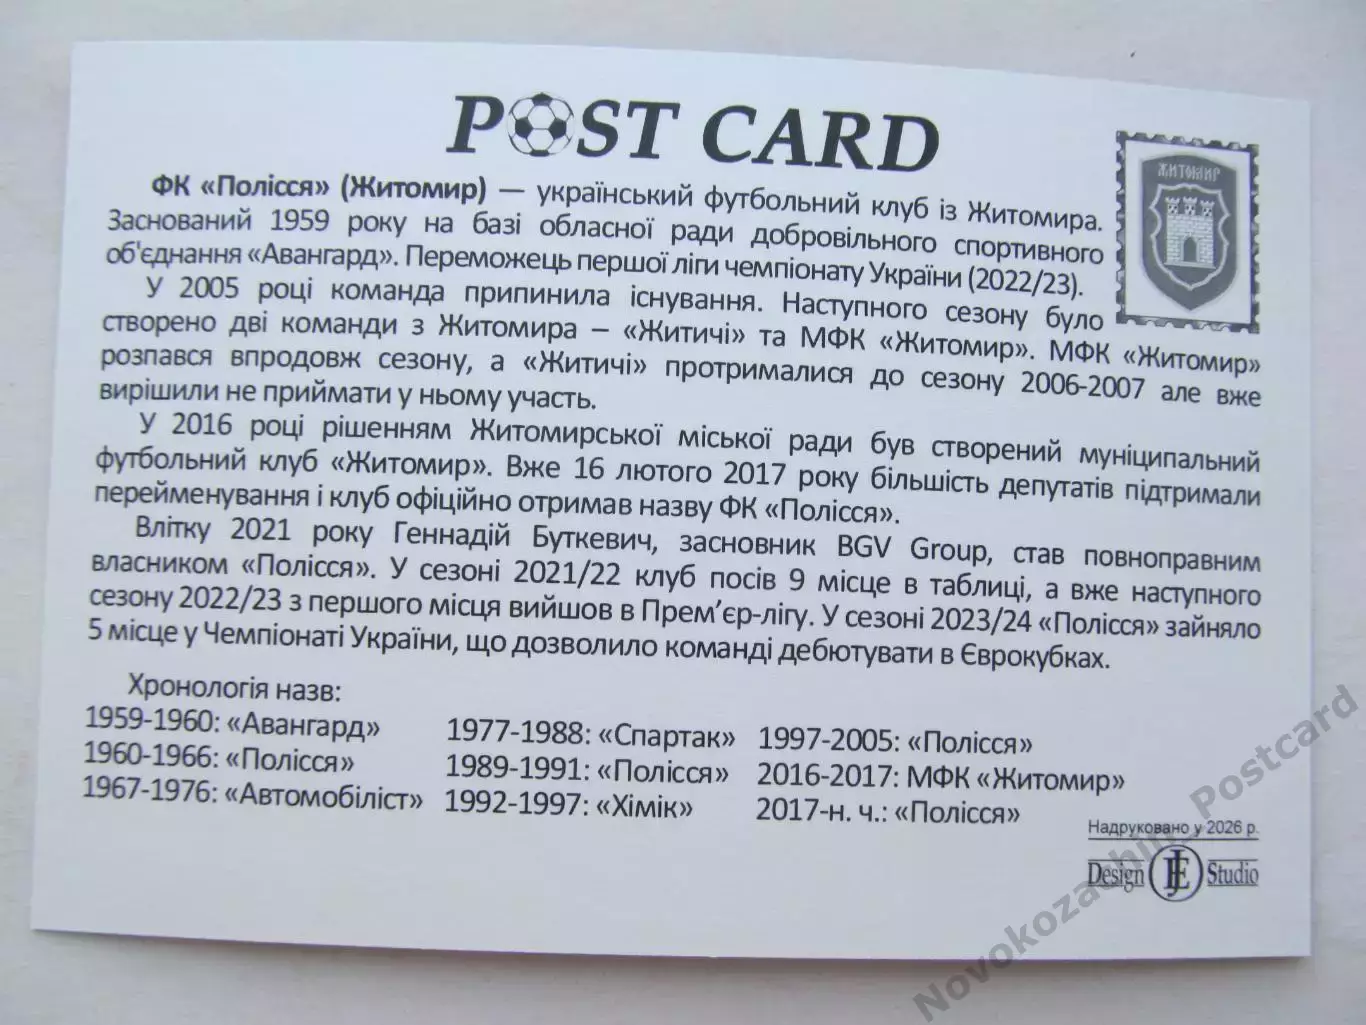 POST CARD
ЖИТОМИР
ФК «Полісся» (Житомир) — український футбольний клуб із Житомира.
Заснований 1959 року на базі обласної ради добровільного спортивного
об'єднання «Авангард». Переможець першої ліги чемпіонату України (2022/23).
У 2005 році команда припинила існування. Наступного сезону було
створено дві команди з Житомира – «Житичі» та МФК «Житомир». МФК «Житомир»
розпався впродовж сезону, а «Житичі» протрималися до сезону 2006-2007 але вже
вирішили не приймати у ньому участь.
У 2016 році рішенням Житомирської міської ради був створений муніципальний
футбольний клуб «Житомир». Вже 16 лютого 2017 року більшість депутатів підтримали
перейменування і клуб офіційно отримав назву ФК «Полісся».
Влітку 2021 року Геннадій Буткевич, засновник BGV Group, став повноправним
власником «Полісся». У сезоні 2021/22 клуб посів 9 місце в таблиці, а вже наступного
сезону 2022/23 з першого місця вийшов в Прем’єр-лігу. У сезоні 2023/24 «Полісся» зайняло
5 місце у Чемпіонаті України, що дозволило команді дебютувати в Єврокубках.
Хронологія назв:
1959-1960: «Авангард»
1960-1966: «Полісся»
1967-1976: «Автомобіліст»
1977-1988: «Спартак»
1989-1991: «Полісся»
1992-1997: «Хімік»
1997-2005: «Полісся»
2016-2017: МФК «Житомир»
2017-н. ч.: «Полісся»
Надруковано у 2026 р.
Design JE Studio
Novokozachin_Postcard